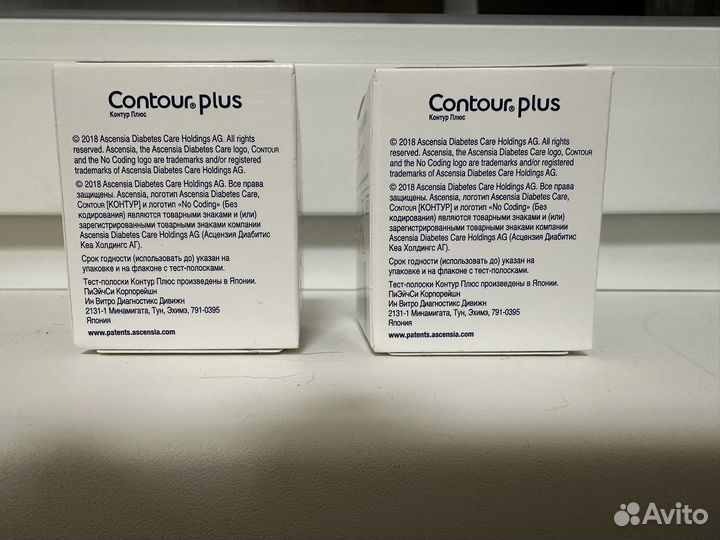 Contour® plus
Контур Плюс
© 2018 Ascensia Diabetes Care Holdings AG. All rights
reserved. Ascensia, the Ascensia Diabetes Care logo, CONTOUR
and the No Coding logo are trademarks and/or registered
trademarks of Ascensia Diabetes Care Holdings AG.
© 2018 Ascensia Diabetes Care Holdings AG. Все права
защищены. Ascensia, логотип Ascensia Diabetes Care,
CONTOUR [КОНТУР] и логотип «No Coding» (Без
кодирования) являются товарными знаками и (или)
зарегистрированными товарными знаками компании
Ascensia Diabetes Care Holdings AG (Асцензия Диабитис
Кеа Холдингс АГ).
Срок годности (использовать до) указан на
упаковке и на флаконе с тест-полосками.
Тест-полоски Контур Плюс произведены в Японии.
ПиЭйчСи Корпорейшн
Ин Витро Диагностикс Дивижн
2131-1 Минамигата, Тун, Эхимэ, 791-0395
Япония
www.patents.ascensia.com
Contour® plus
Контур Плюс
© 2018 Ascensia Diabetes Care Holdings AG. All rights
reserved. Ascensia, the Ascensia Diabetes Care logo, CONTOUR
and the No Coding logo are trademarks and/or registered
trademarks of Ascensia Diabetes Care Holdings AG.
© 2018 Ascensia Diabetes Care Holdings AG. Все права
защищены. Ascensia, логотип Ascensia Diabetes Care,
CONTOUR [КОНТУР] и логотип «No Coding» (Без
кодирования) являются товарными знаками и (или)
зарегистрированными товарными знаками компании
Ascensia Diabetes Care Holdings AG (Асцензия Диабитис
Кеа Холдингс АГ).
Срок годности (использовать до) указан на
упаковке и на флаконе с тест-полосками.
Тест-полоски Контур Плюс произведены в Японии.
ПиЭйчСи Корпорейшн
Ин Витро Диагностикс Дивижн
2131-1 Минамигата, Тун, Эхимэ, 791-0395
Япония
www.patents.ascensia.com
Avito